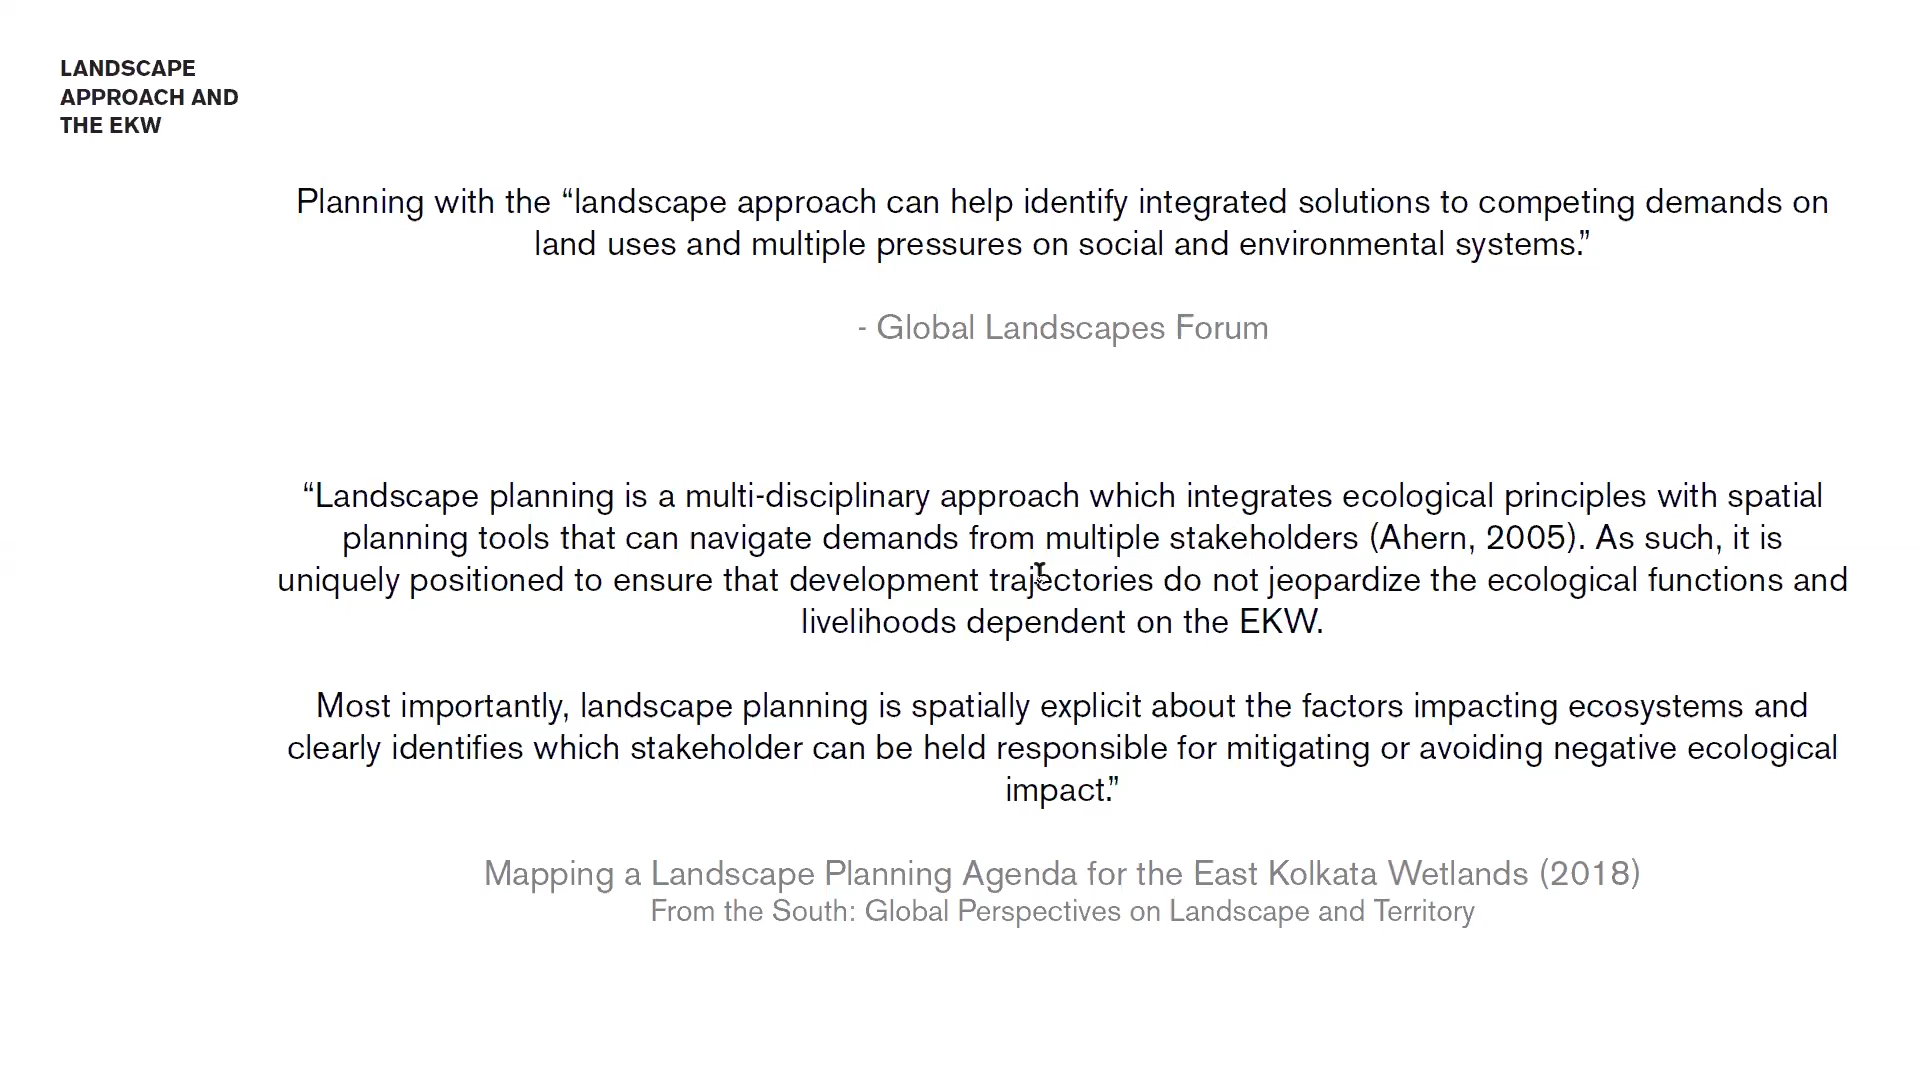 LANDSCAPE
APPROACH AND
THE EKW
Planning with the “landscape approach can help identify integrated solutions to competing demands on
land uses and multiple pressures on social and environmental systems.”
- Global Landscapes Forum
“Landscape planning is a multi-disciplinary approach which integrates ecological principles with spatial
planning tools that can navigate demands from multiple stakeholders (Ahern, 2005). As such, it is
uniquely positioned to ensure that development trajectories do not jeopardize the ecological functions and
livelihoods dependent on the EKW.
Most importantly, landscape planning is spatially explicit about the factors impacting ecosystems and
clearly identifies which stakeholder can be held responsible for mitigating or avoiding negative ecological
impact.”
Mapping a Landscape Planning Agenda for the East Kolkata Wetlands (2018)
From the South: Global Perspectives on Landscape and Territory